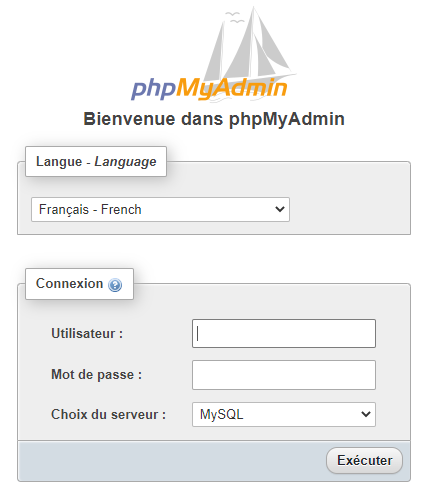 phpMyAdmin
Bienvenue dans phpMyAdmin
Langue - Language
Français - French
Connexion
Utilisateur :
Mot de passe :
Choix du serveur :
MySQL
Exécuter